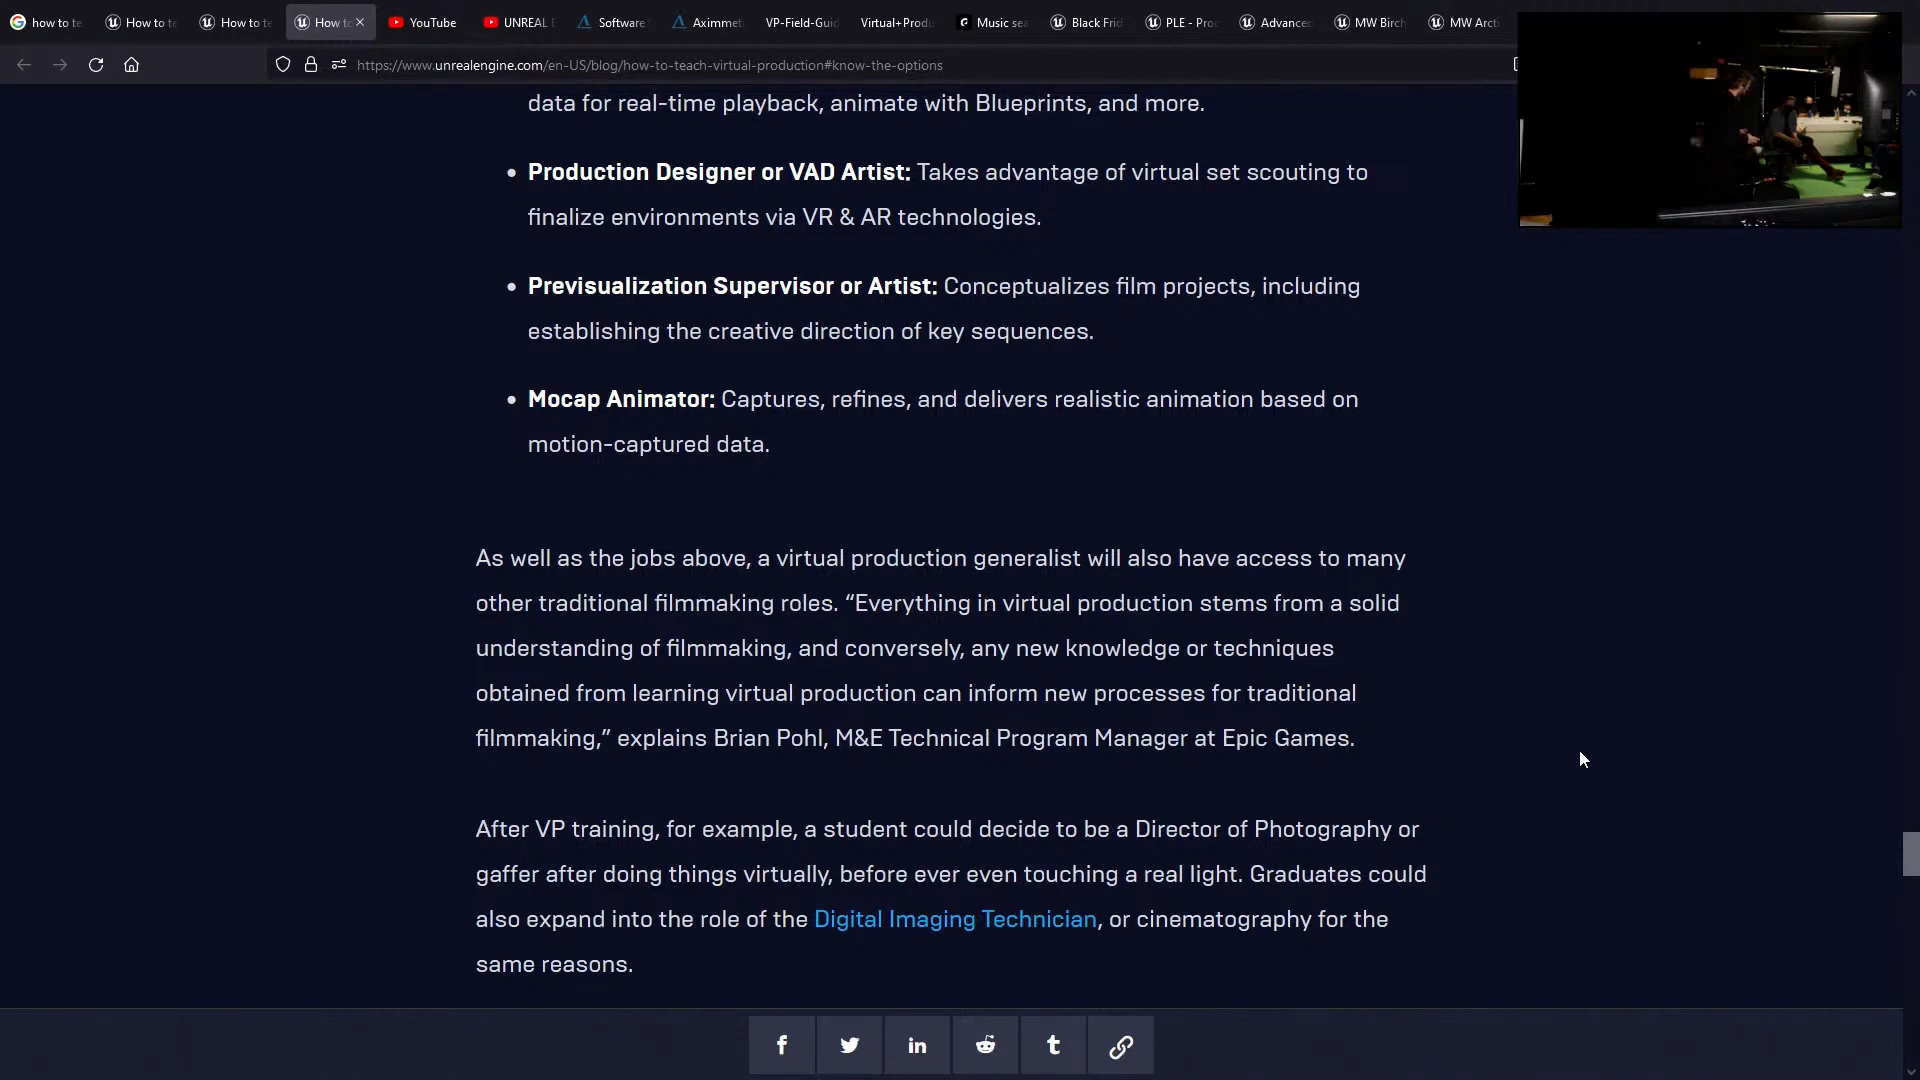 how to te
How to te
How to te
How to
YouTube
UNREAL E
Software
Aximmet
VP-Field-Guid
Virtual+Produ
Music sea
Black Frid
PLE - Pro
Advanced
MW Birch
MW Arcti
https://www.unrealengine.com/en-US/blog/how-to-teach-virtual-production#know-the-options
data for real-time playback, animate with Blueprints, and more.
• Production Designer or VAD Artist: Takes advantage of virtual set scouting to
finalize environments via VR & AR technologies.
• Previsualization Supervisor or Artist: Conceptualizes film projects, including
establishing the creative direction of key sequences.
• Mocap Animator: Captures, refines, and delivers realistic animation based on
motion-captured data.
As well as the jobs above, a virtual production generalist will also have access to many
other traditional filmmaking roles. “Everything in virtual production stems from a solid
understanding of filmmaking, and conversely, any new knowledge or techniques
obtained from learning virtual production can inform new processes for traditional
filmmaking,” explains Brian Pohl, M&E Technical Program Manager at Epic Games.
After VP training, for example, a student could decide to be a Director of Photography or
gaffer after doing things virtually, before ever even touching a real light. Graduates could
also expand into the role of the Digital Imaging Technician, or cinematography for the
same reasons.